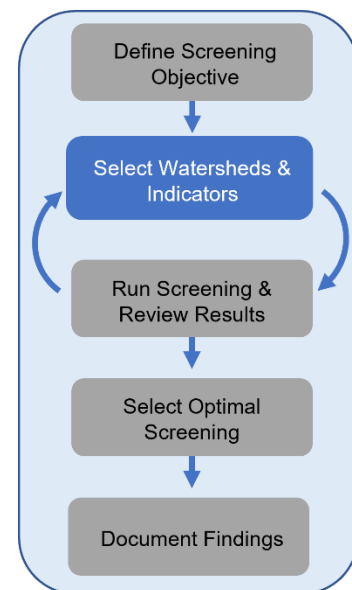 Define Screening
Objective
Select Watersheds &
Indicators
Run Screening &
Review Results
Select Optimal
Screening
Document Findings